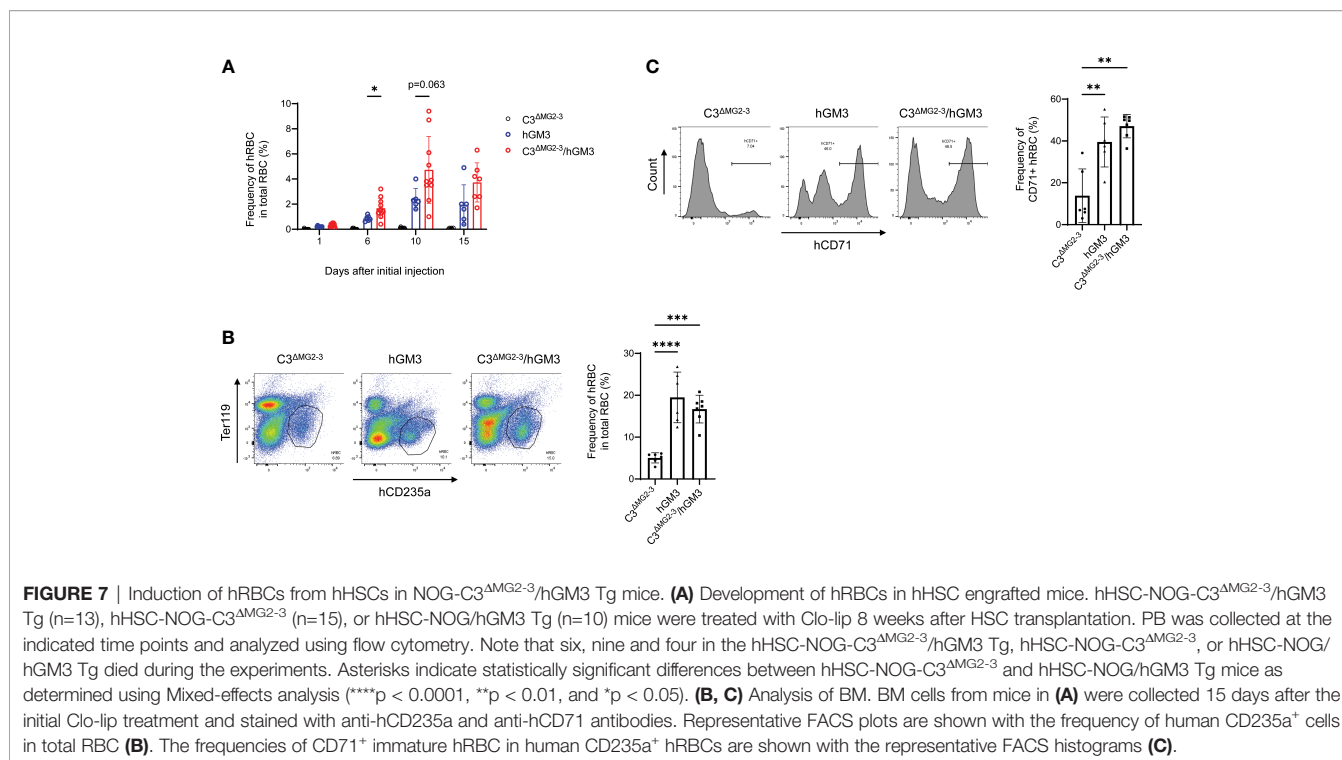 A
Frequency of hRBC
in total RBC (%)
10
8
6
4
2
0
*
p=0.063
C3ΔMG2-3
hGM3
C3ΔMG2-3/hGM3
1 6 10 15
Days after initial injection
C
C3ΔMG2-3 hGM3 C3ΔMG2-3/hGM3
Count
hCD71+
7.04
hCD71+
hCD71+
hCD71
Frequency of
CD71+ hRBC (%)
60
40
20
0
**
**
C3ΔMG2-3
hGM3
C3ΔMG2-3/hGM3
B
C3ΔMG2-3 hGM3 C3ΔMG2-3/hGM3
Ter119
hRBC
hRBC
hRBC
hCD235a
Frequency of hRBC
in total RBC (%)
30
20
10
0
***
****
C3ΔMG2-3
hGM3
C3ΔMG2-3/hGM3
FIGURE 7 | Induction of hRBCs from hHSCs in NOG-C3ΔMG2-3/hGM3 Tg mice. (A) Development of hRBCs in hHSC engrafted mice. hHSC-NOG-C3ΔMG2-3/hGM3
Tg (n=13), hHSC-NOG-C3ΔMG2-3 (n=15), or hHSC-NOG/hGM3 Tg (n=10) mice were treated with Clo-lip 8 weeks after HSC transplantation. PB was collected at the
indicated time points and analyzed using flow cytometry. Note that six, nine and four in the hHSC-NOG-C3ΔMG2-3/hGM3 Tg, hHSC-NOG-C3ΔMG2-3, or hHSC-NOG/
hGM3 Tg died during the experiments. Asterisks indicate statistically significant differences between hHSC-NOG-C3ΔMG2-3 and hHSC-NOG/hGM3 Tg mice as
determined using Mixed-effects analysis (****p < 0.0001, **p < 0.01, and *p < 0.05). (B, C) Analysis of BM. BM cells from mice in (A) were collected 15 days after the
initial Clo-lip treatment and stained with anti-hCD235a and anti-hCD71 antibodies. Representative FACS plots are shown with the frequency of human CD235a+ cells
in total RBC (B). The frequencies of CD71+ immature hRBC in human CD235a+ hRBCs are shown with the representative FACS histograms (C).